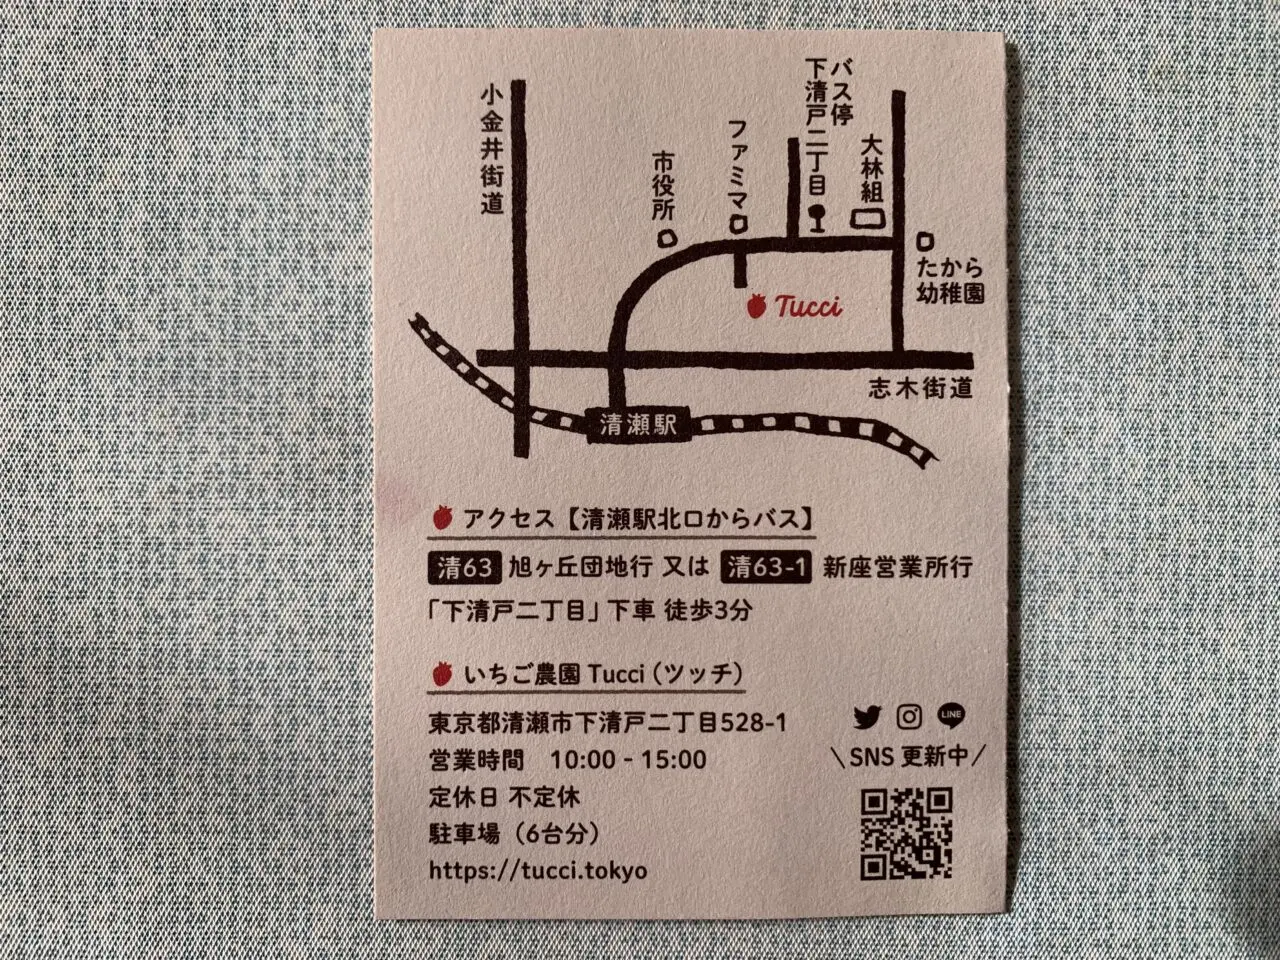 小金井街道
市役所
ファミマ
バス停
下清戸二丁目
大林組
たから
幼稚園
Tucci
志木街道
清瀬駅
アクセス【清瀬駅北口からバス】
清63 旭ヶ丘団地行 又は 清63-1 新座営業所行
「下清戸二丁目」下車 徒歩3分
いちご農園 Tucci(ツッチ)
東京都清瀬市下清戸二丁目528-1
営業時間 10:00 - 15:00
定休日 不定休
駐車場(6台分)
https://tucci.tokyo
LINE
\SNS 更新中/